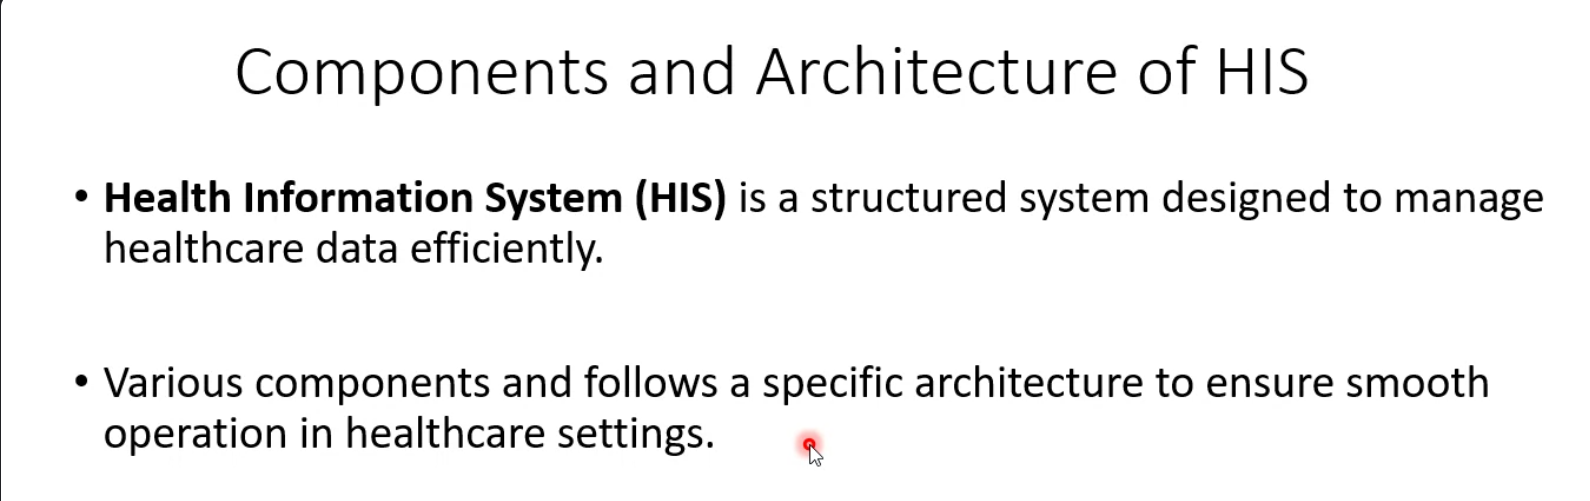 Components and Architecture of HIS
• Health Information System (HIS) is a structured system designed to manage
healthcare data efficiently.
• Various components and follows a specific architecture to ensure smooth
operation in healthcare settings.